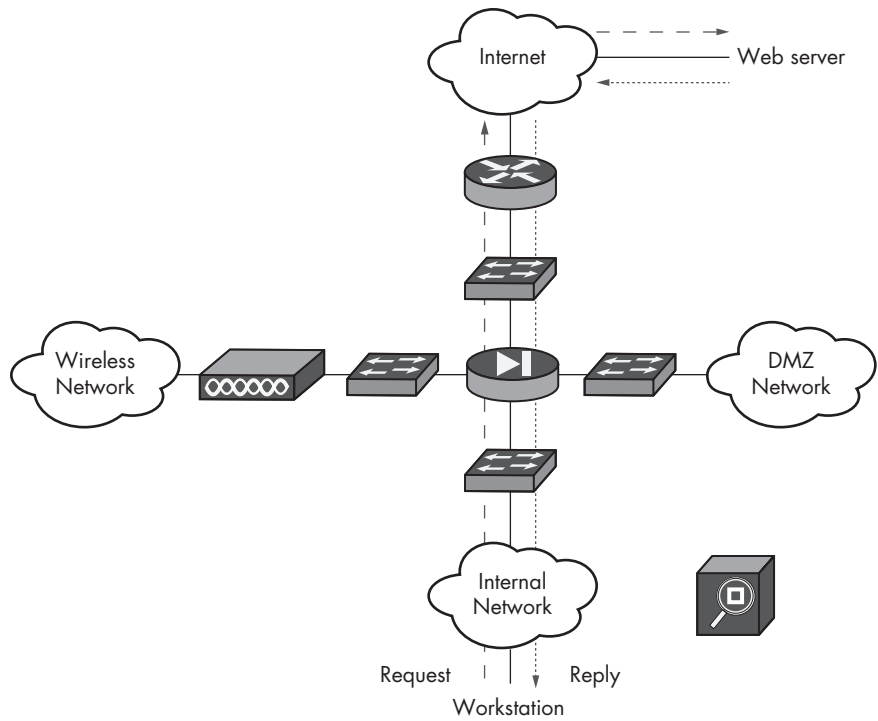 Internet
Web server
Wireless
Network
DMZ
Network
Internal
Network
Request
Reply
Workstation